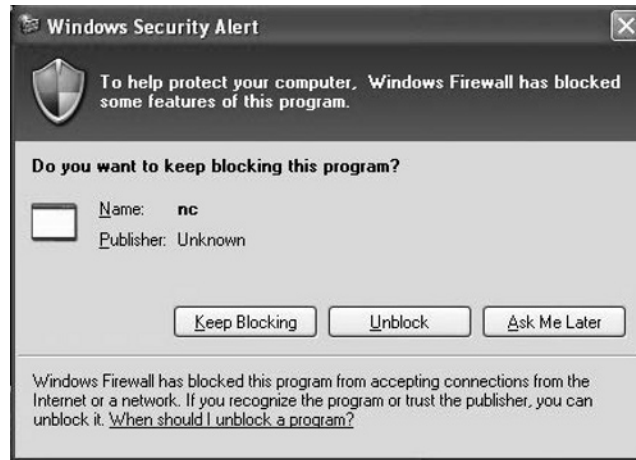 Windows Security Alert
To help protect your computer, Windows Firewall has blocked
some features of this program.
Do you want to keep blocking this program?
Name: nc
Publisher: Unknown
Keep Blocking Unblock Ask Me Later
Windows Firewall has blocked this program from accepting connections from the
Internet or a network. If you recognize the program or trust the publisher, you can
unblock it. When should I unblock a program?